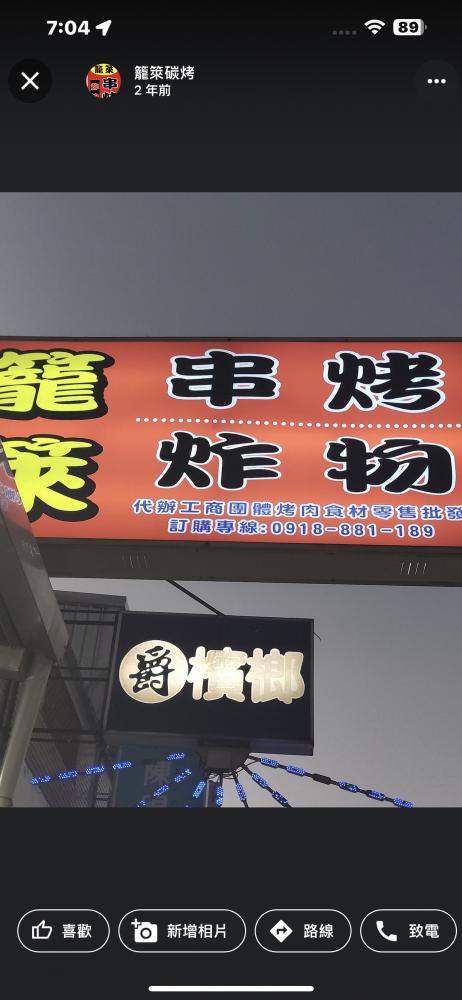 7:04
89
籠萊碳烤
2 年前
籠 串烤
萊 炸物
代辦工商團體烤肉食材零售批發
訂購專線:0918-881-189
爵 檳榔
陳
喜歡
新增相片
路線
致電